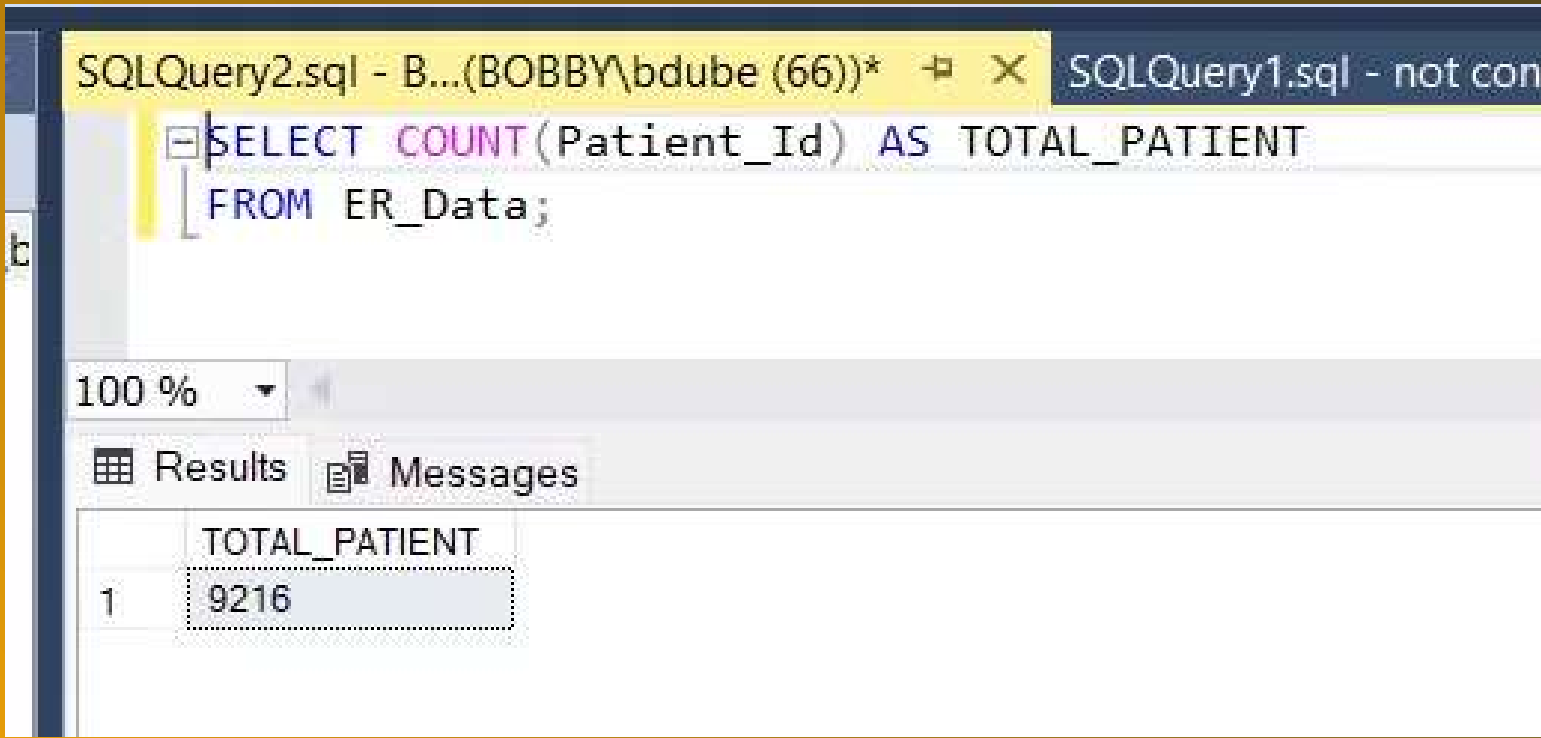 SQLQuery2.sql - B...(BOBBY\bdube (66))* SQLQuery1.sql - not con
SELECT COUNT(Patient_Id) AS TOTAL_PATIENT
FROM ER_Data;
100 %
Results Messages
TOTAL_PATIENT
1 9216